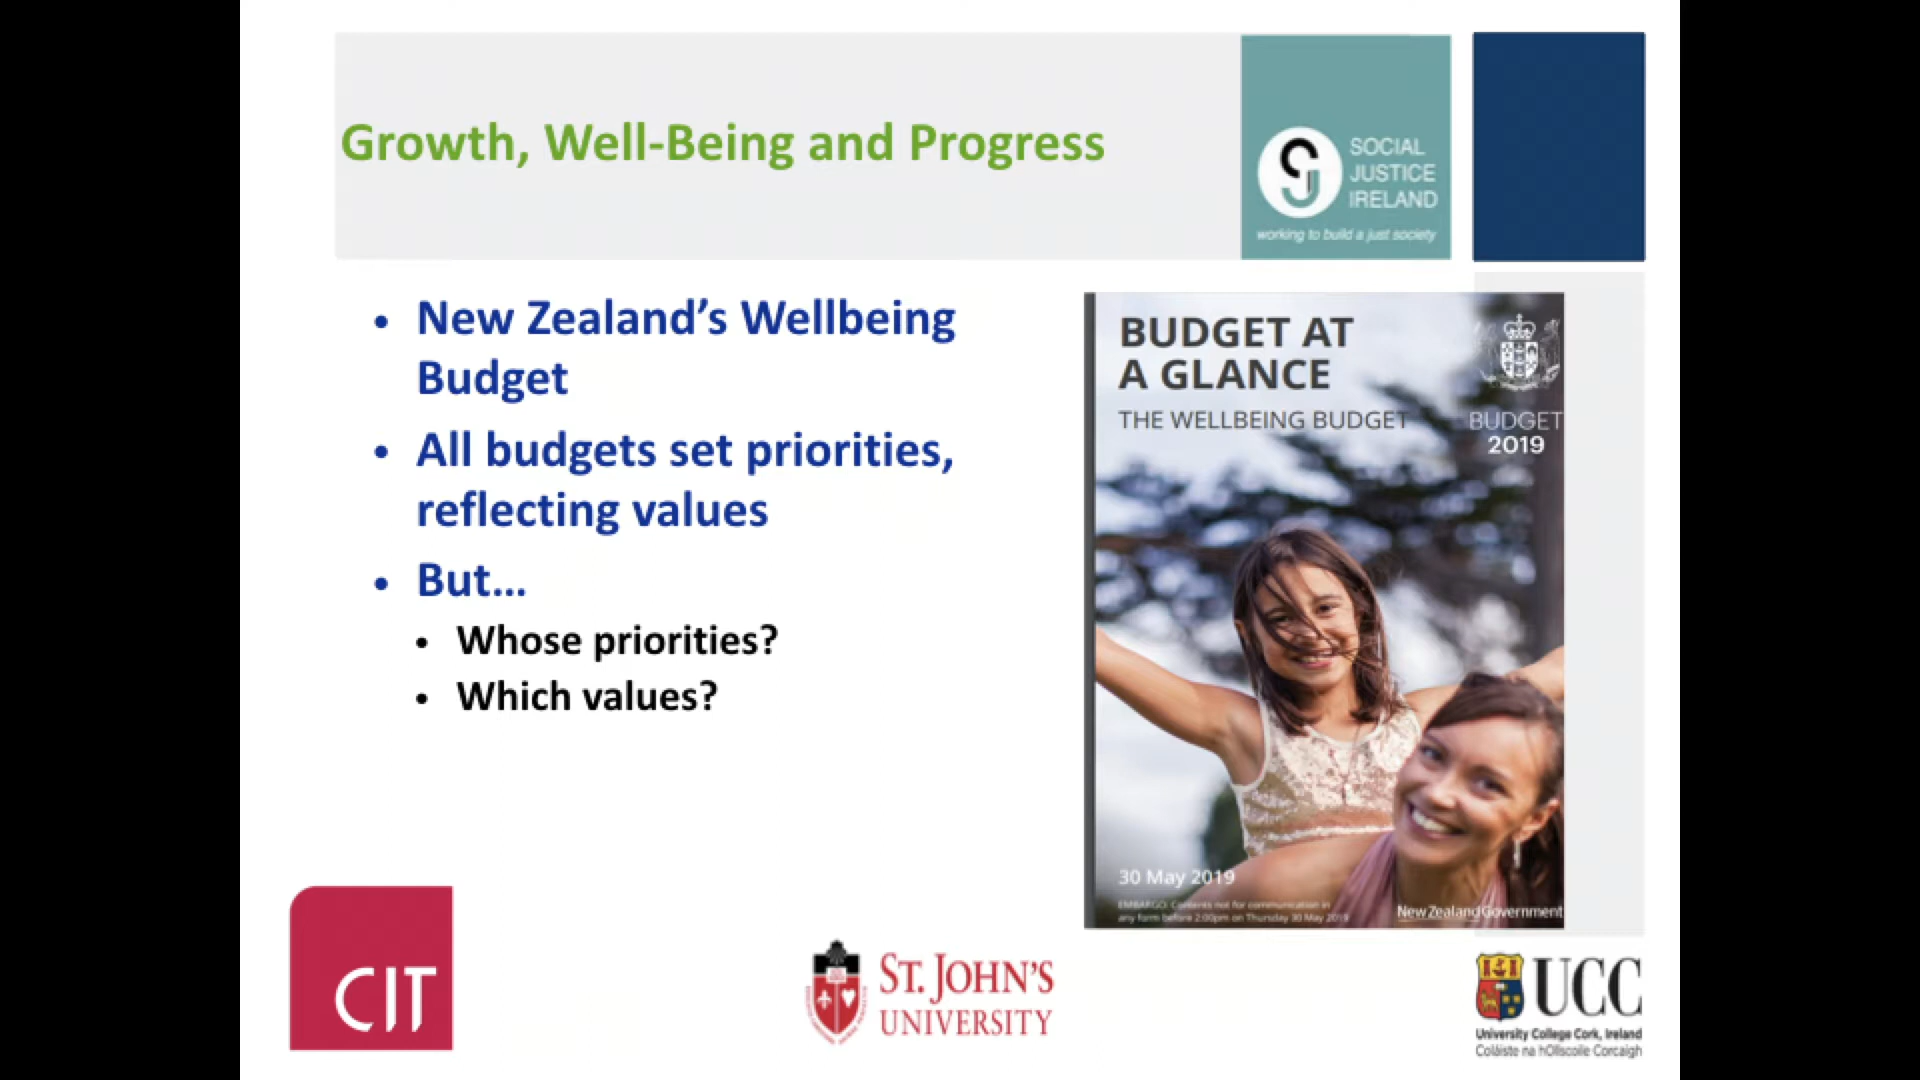 Growth, Well-Being and Progress
SOCIAL
JUSTICE
IRELAND
working to build a just society
• New Zealand’s Wellbeing
Budget
• All budgets set priorities,
reflecting values
• But...
• Whose priorities?
• Which values?
BUDGET AT
A GLANCE
THE WELLBEING BUDGET
BUDGET
2019
30 May 2019
EMBARGO: Contents not for communication in
any form before 2:00pm on Thursday 30 May 2019
New Zealand Government
CIT
ST. JOHN'S
UNIVERSITY
UCC
University College Cork, Ireland
Coláiste na hOllscoile Corcaigh